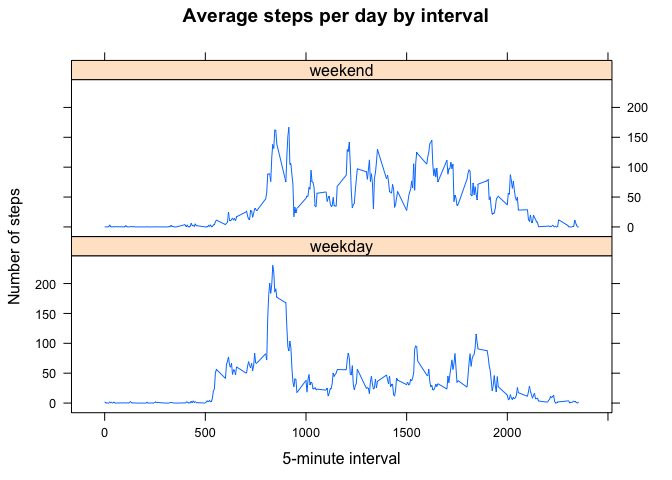 Average steps per day by interval
weekend
200
150
100
50
0
weekday
200
150
100
50
0
0 500 1000 1500 2000
5-minute interval
Number of steps